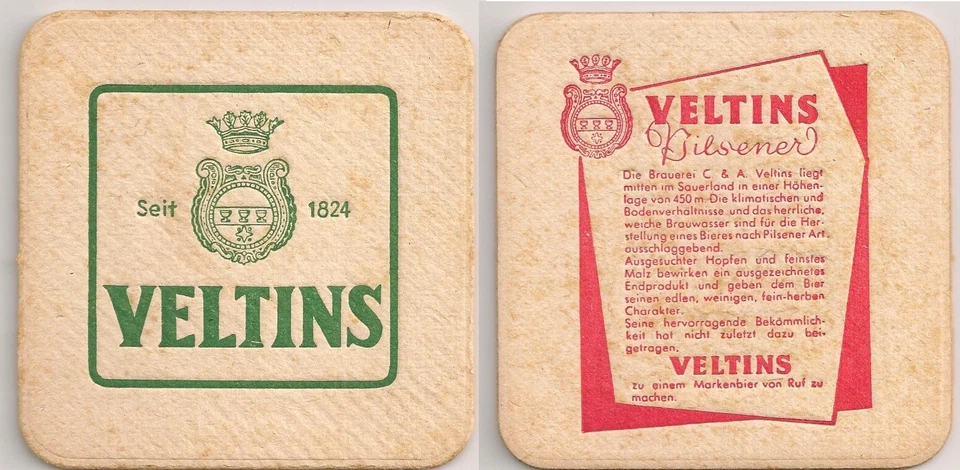 Seit 1824
VELTINS
VELTINS
Pilsener
Die Brauerei C & A. Veltins liegt
mitten im Sauerland in einer Höhen-
lage von 450 m. Die klimatischen und
Bodenverhältnisse und das herrliche,
weiche Brauwasser sind für die Her-
stellung eines Bieres nach Pilsener Art
ausschlaggebend.
Ausgesuchter Hopfen und feinstes
Malz bewirken ein ausgezeichnetes
Endprodukt und geben dem Bier
seinen edlen, weinigen, fein-herben
Charakter.
Seine hervorragende Bekömmlich-
keit hat nicht zuletzt dazu bei-
getragen,
VELTINS
zu einem Markenbier von Ruf zu
machen.